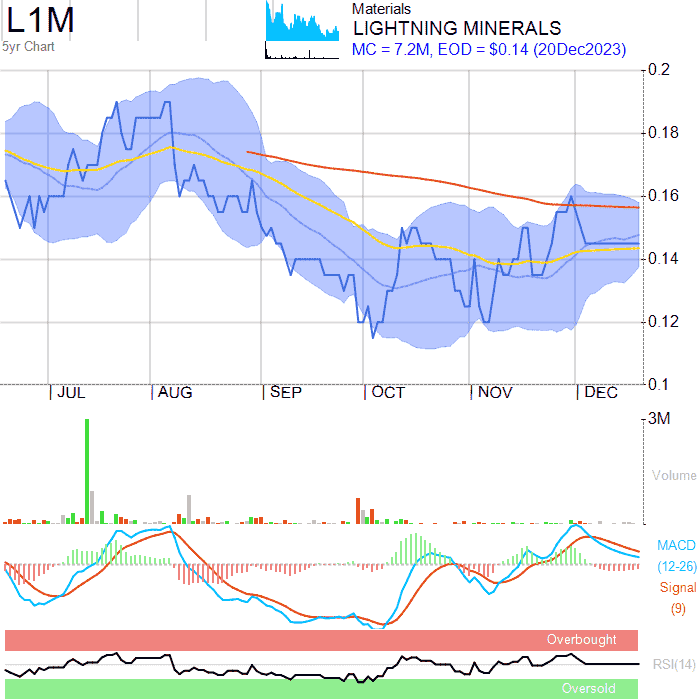 L1M
5yr Chart
Materials
LIGHTNING MINERALS
MC = 7.2M, EOD = $0.14 (20Dec2023)
0.2
0.18
0.16
0.14
0.12
0.1
JUL AUG SEP OCT NOV DEC
3M
Volume
MACD
(12-26)
Signal
(9)
Overbought
RSI(14)
Oversold